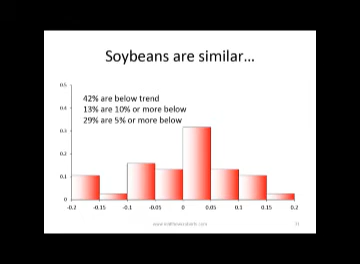 Soybeans are similar...
0.5
42% are below trend
0.4
13% are 10% or more below
29% are 5% or more below
0.3
0.2
0.1
0
-0.2 -0.15 -0.1 -0.05 0 0.05 0.1 0.15 0.2